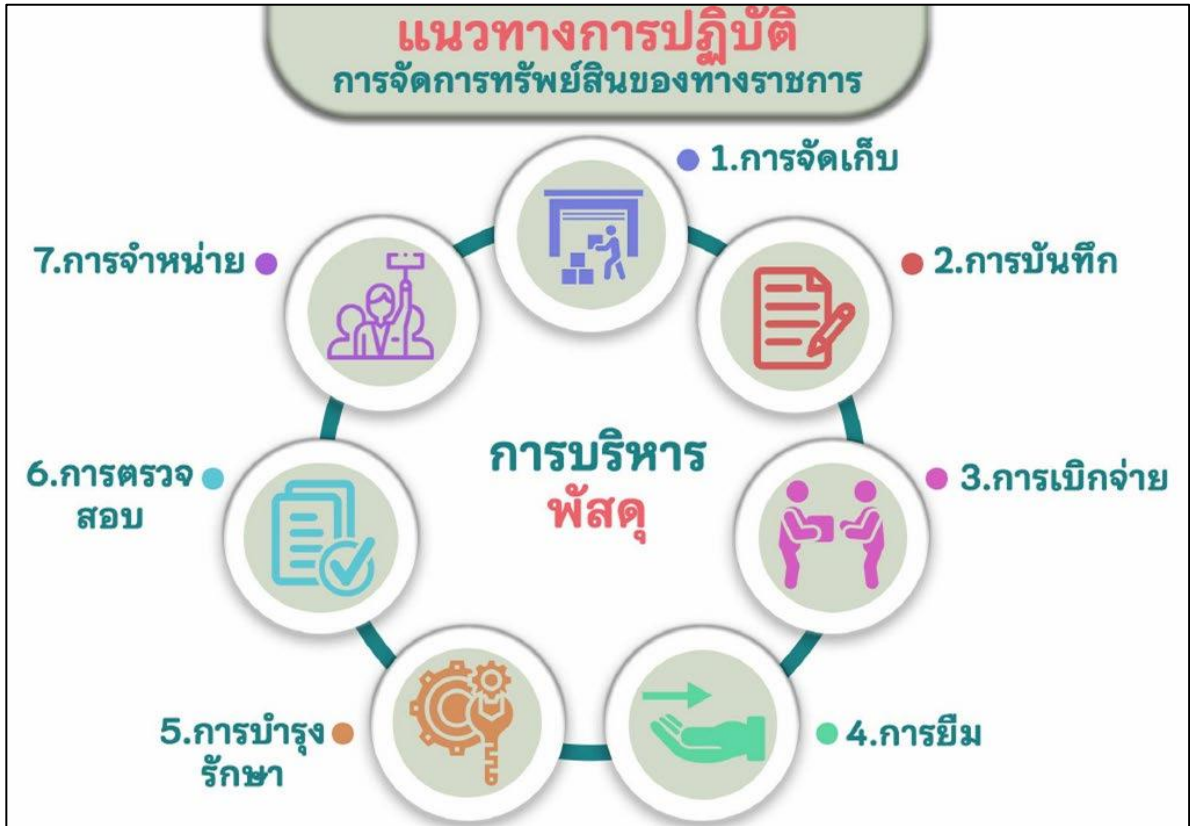 แนวทางการปฏิบัติ
การจัดการทรัพย์สินของทางราชการ
1.การจัดเก็บ
2.การบันทึก
3.การเบิกจ่าย
4.การยืม
5.การบำรุง
รักษา
6.การตรวจ
สอบ
7.การจำหน่าย
การบริหาร
พัสดุ